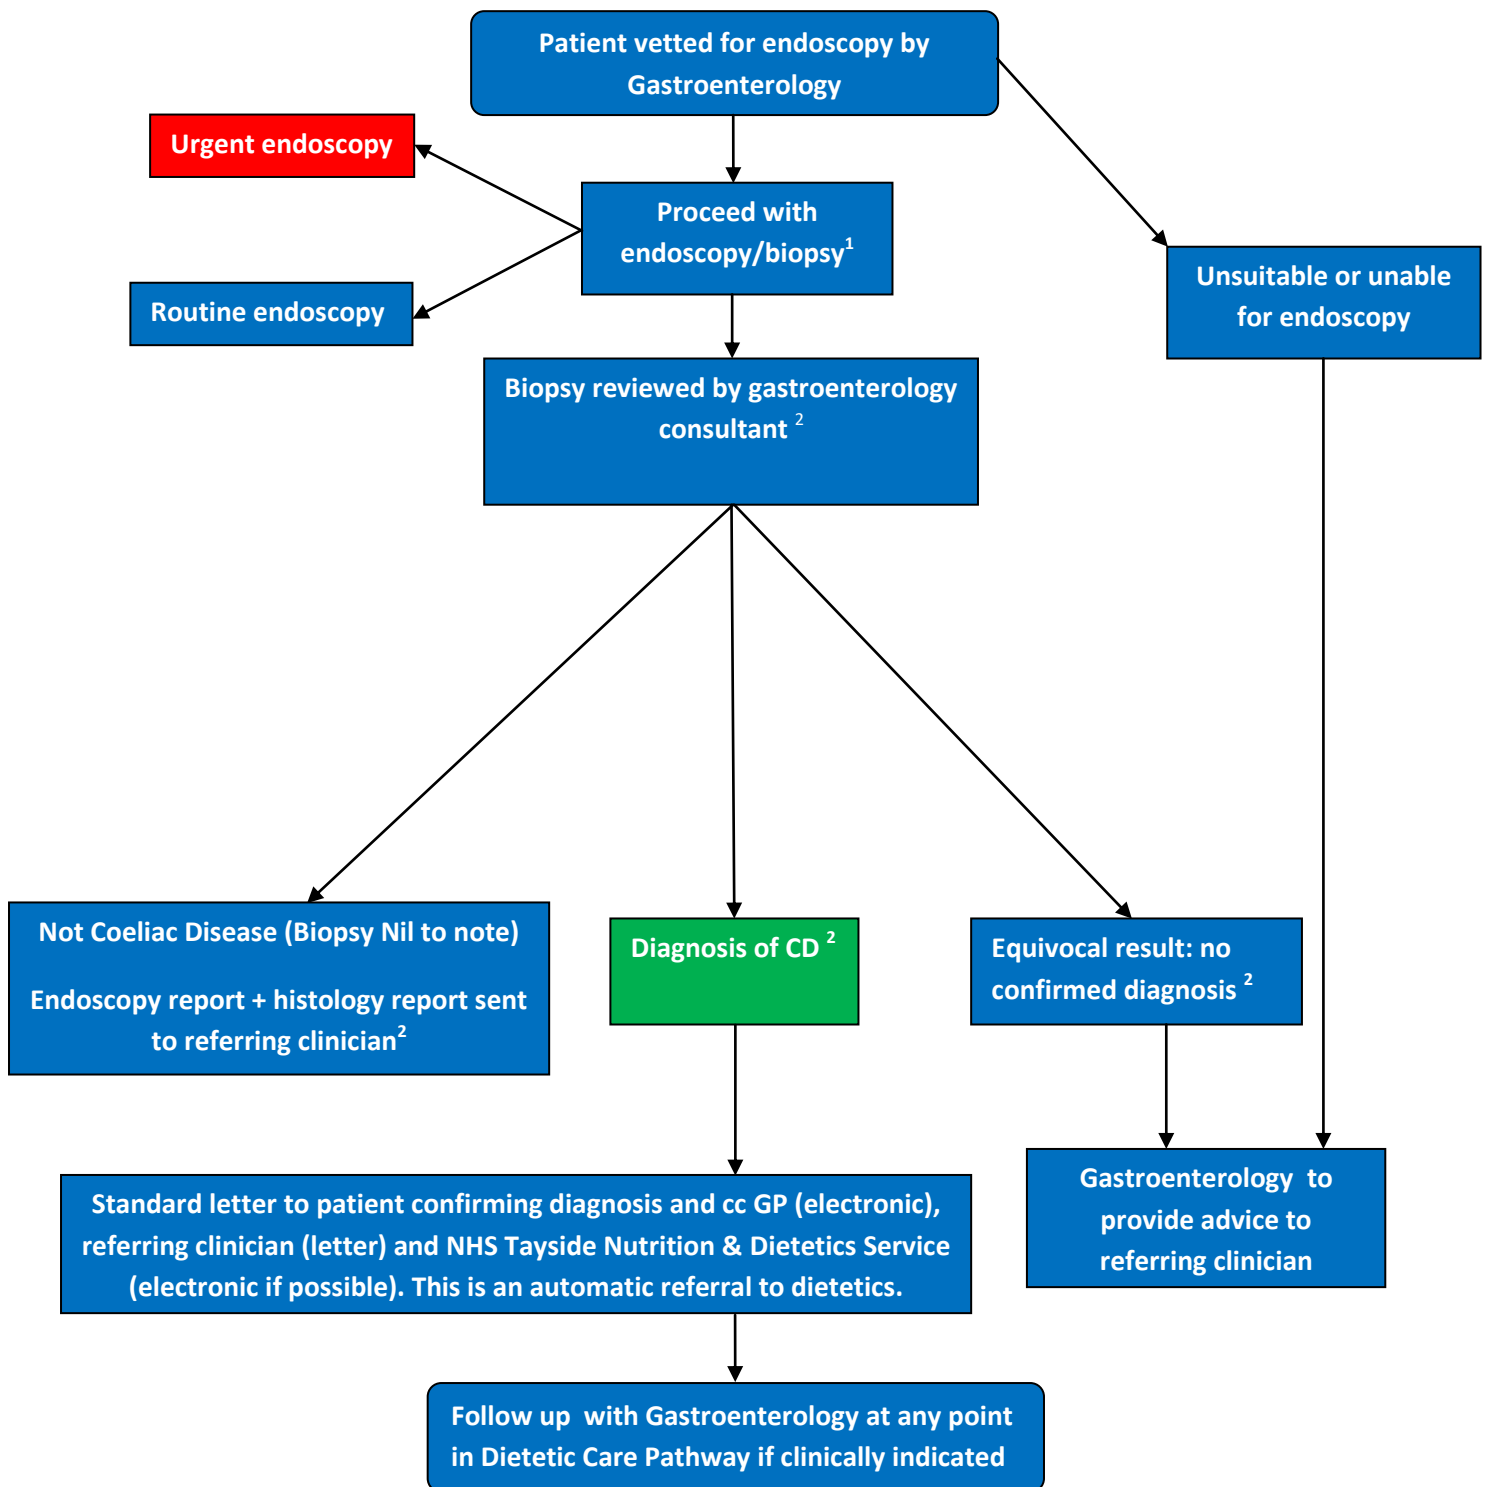 Patient vetted for endoscopy by
Gastroenterology
Urgent endoscopy
Proceed with
endoscopy/biopsy¹
Routine endoscopy
Unsuitable or unable
for endoscopy
Biopsy reviewed by gastroenterology
consultant ²
Not Coeliac Disease (Biopsy Nil to note)
Endoscopy report + histology report sent
to referring clinician²
Diagnosis of CD ²
Equivocal result: no
confirmed diagnosis ²
Standard letter to patient confirming diagnosis and cc GP (electronic),
referring clinician (letter) and NHS Tayside Nutrition & Dietetics Service
(electronic if possible). This is an automatic referral to dietetics.
Gastroenterology to
provide advice to
referring clinician
Follow up with Gastroenterology at any point
in Dietetic Care Pathway if clinically indicated